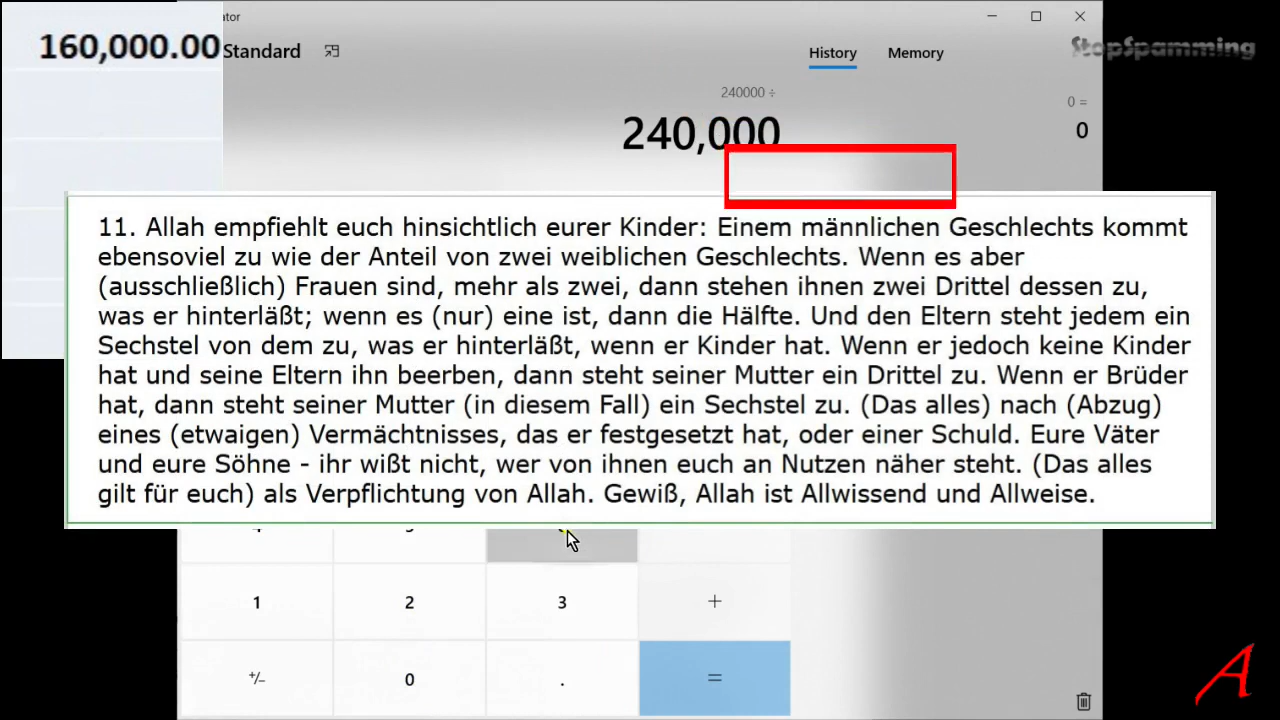 ator
160,000.00
Standard
History
Memory
StopSpamming
240000 ÷
0 =
240,000
0
11. Allah empfiehlt euch hinsichtlich eurer Kinder: Einem männlichen Geschlechts kommt
ebensoviel zu wie der Anteil von zwei weiblichen Geschlechts. Wenn es aber
(ausschließlich) Frauen sind, mehr als zwei, dann stehen ihnen zwei Drittel dessen zu,
was er hinterläßt; wenn es (nur) eine ist, dann die Hälfte. Und den Eltern steht jedem ein
Sechstel von dem zu, was er hinterläßt, wenn er Kinder hat. Wenn er jedoch keine Kinder
hat und seine Eltern ihn beerben, dann steht seiner Mutter ein Drittel zu. Wenn er Brüder
hat, dann steht seiner Mutter (in diesem Fall) ein Sechstel zu. (Das alles) nach (Abzug)
eines (etwaigen) Vermächtnisses, das er festgesetzt hat, oder einer Schuld. Eure Väter
und eure Söhne - ihr wißt nicht, wer von ihnen euch an Nutzen näher steht. (Das alles
gilt für euch) als Verpflichtung von Allah. Gewiß, Allah ist Allwissend und Allweise.
1 2 3 +
+/- 0 . =
A